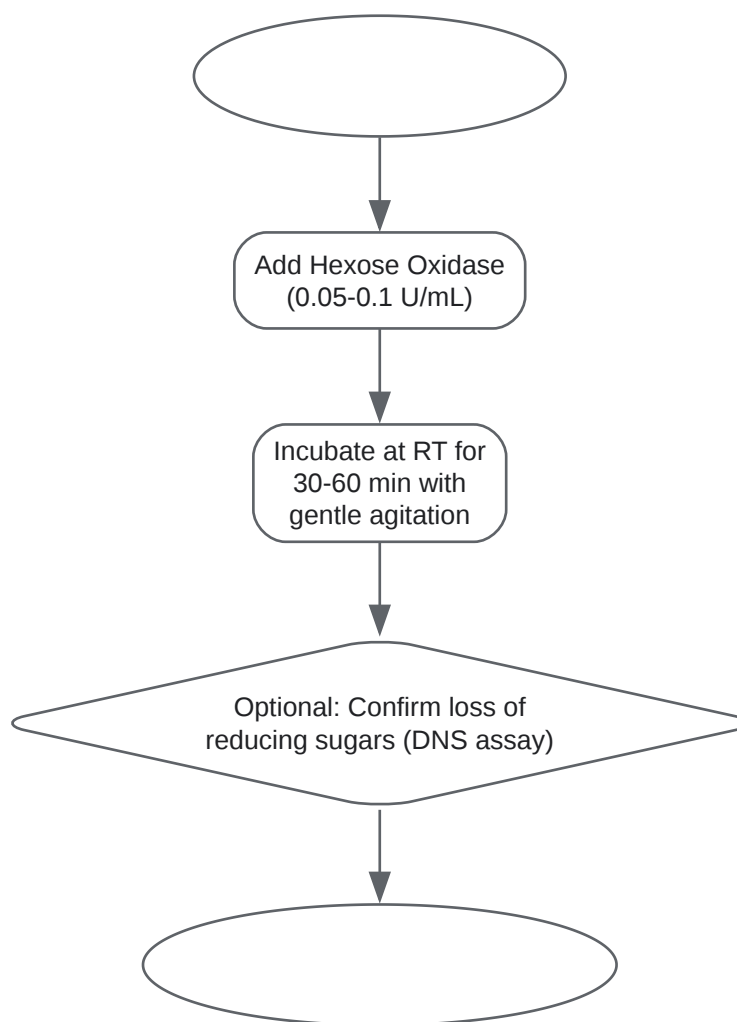 Add Hexose Oxidase
(0.05-0.1 U/mL)
Incubate at RT for
30-60 min with
gentle agitation
Optional: Confirm loss of
reducing sugars (DNS assay)